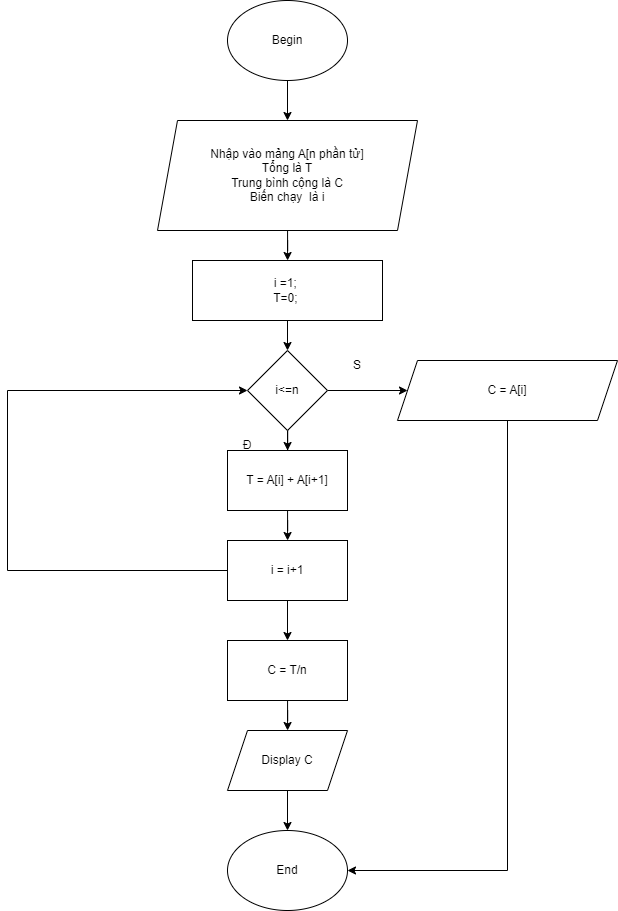 Begin
Nhập vào mảng A[n phần tử]
Tổng là T
Trung bình cộng là C
Biến chạy là i
i =1;
T=0;
i<=n
S
C = A[i]
Đ
T = A[i] + A[i+1]
i = i+1
C = T/n
Display C
End